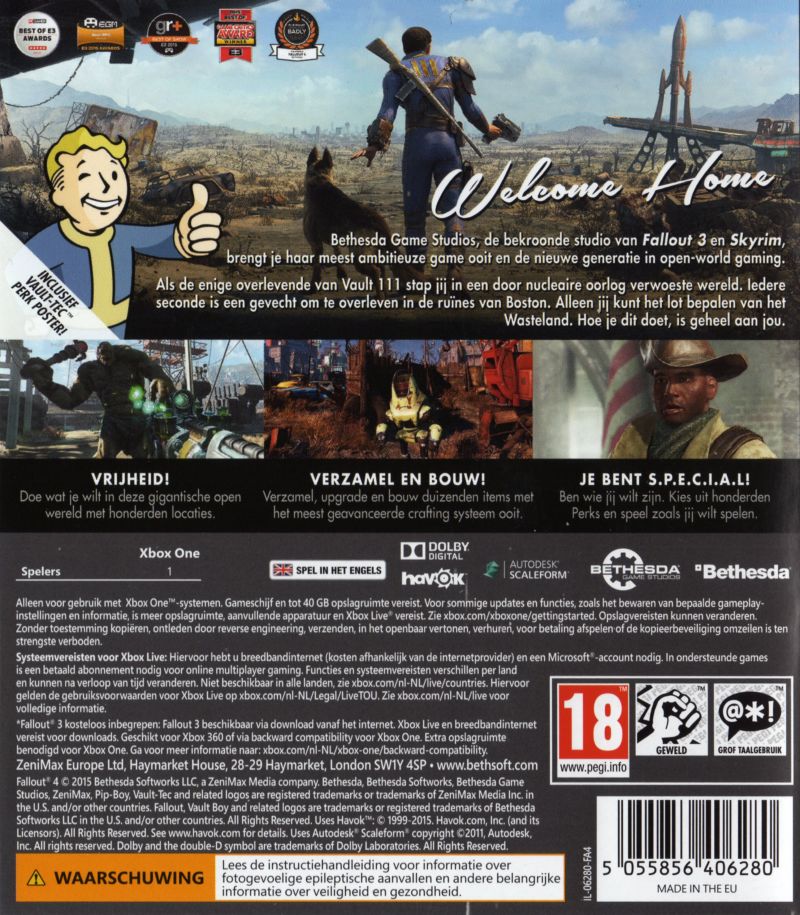 BEST OF E3
AWARDS
EGM
E3 2015 AWARDS
gr+
BEST OF SHOW
E3 2015
BEST OF
GAME CRITICS
AWARDS
WINNER
BADLY
Welcome Home
Bethesda Game Studios, de bekroonde studio van Fallout 3 en Skyrim,
brengt je haar meest ambitieuze game ooit en de nieuwe generatie in open-world gaming.
Als de enige overlevende van Vault 111 stap jij in een door nucleaire oorlog verwoeste wereld. Iedere
seconde is een gevecht om te overleven in de ruïnes van Boston. Alleen jij kunt het lot bepalen van het
Wasteland. Hoe je dit doet, is geheel aan jou.
INCLUSIEF
VAULT-TEC™
PERK POSTER!
VRIJHEID!
Doe wat je wilt in deze gigantische open
wereld met honderden locaties.
VERZAMEL EN BOUW!
Verzamel, upgrade en bouw duizenden items met
het meest geavanceerde crafting systeem ooit.
JE BENT S.P.E.C.I.A.L!
Ben wie jij wilt zijn. Kies uit honderden
Perks en speel zoals jij wilt spelen.
Xbox One
Spelers 1
SPEL IN HET ENGELS
DOLBY
DIGITAL
havok
AUTODESK®
SCALEFORM®
BETHESDA
GAME STUDIOS
Bethesda®
Alleen voor gebruik met Xbox One™-systemen. Gameschijf en tot 40 GB opslagruimte vereist. Voor sommige updates en functies, zoals het bewaren van bepaalde gameplay-
instellingen en informatie, is meer opslagruimte, aanvullende apparatuur en Xbox Live® vereist. Zie xbox.com/xboxone/gettingstarted. Opslagvereisten kunnen veranderen.
Zonder toestemming kopiëren, ontleden door reverse engineering, verzenden, in het openbaar vertonen, verhuren, voor betaling afspelen of de kopieerbeveiliging omzeilen is ten
strengste verboden.
Systeemvereisten voor Xbox Live: Hiervoor hebt u breedbandinternet (kosten afhankelijk van de internetprovider) en een Microsoft®-account nodig. In ondersteunde games
is een betaald abonnement nodig voor online multiplayer gaming. Functies en systeemvereisten verschillen per land
en kunnen na verloop van tijd veranderen. Niet beschikbaar in alle landen, zie xbox.com/nl-NL/live/countries. Hiervoor
gelden de gebruiksvoorwaarden voor Xbox Live op xbox.com/nl-NL/Legal/LiveTOU. Zie xbox.com/nl-NL/live voor
volledige informatie.
*Fallout® 3 kosteloos inbegrepen: Fallout 3 beschikbaar via download vanaf het internet. Xbox Live en breedbandinternet
vereist voor downloads. Geschikt voor Xbox 360 of via backward compatibility voor Xbox One. Extra opslagruimte
benodigd voor Xbox One. Ga voor meer informatie naar: xbox.com/nl-NL/xbox-one/backward-compatibility.
ZeniMax Europe Ltd, Haymarket House, 28-29 Haymarket, London SW1Y 4SP • www.bethsoft.com
Fallout® 4 © 2015 Bethesda Softworks LLC, a ZeniMax Media company. Bethesda, Bethesda Softworks, Bethesda Game
Studios, ZeniMax, Pip-Boy, Vault-Tec and related logos are trademarks or registered trademarks of ZeniMax Media Inc. in
the U.S. and/or other countries. Fallout, Vault Boy and related logos are trademarks or registered trademarks of Bethesda
Softworks LLC in the U.S. and/or other countries. All Rights Reserved. Uses Havok™: © 1999-2015. Havok.com, Inc. (and its
Licensors). All Rights Reserved. See www.havok.com for details. Uses Autodesk® Scaleform® copyright ©2011, Autodesk,
Inc. All rights reserved. Dolby and the double-D symbol are trademarks of Dolby Laboratories. All Rights Reserved.
18
www.pegi.info
GEWELD
@*!
GROF TAALGEBRUIK
WAARSCHUWING
Lees de instructiehandleiding voor informatie over
fotogevoelige epileptische aanvallen en andere belangrijke
informatie over veiligheid en gezondheid.
IL-06280-FA4
5 055856 406280
MADE IN THE EU